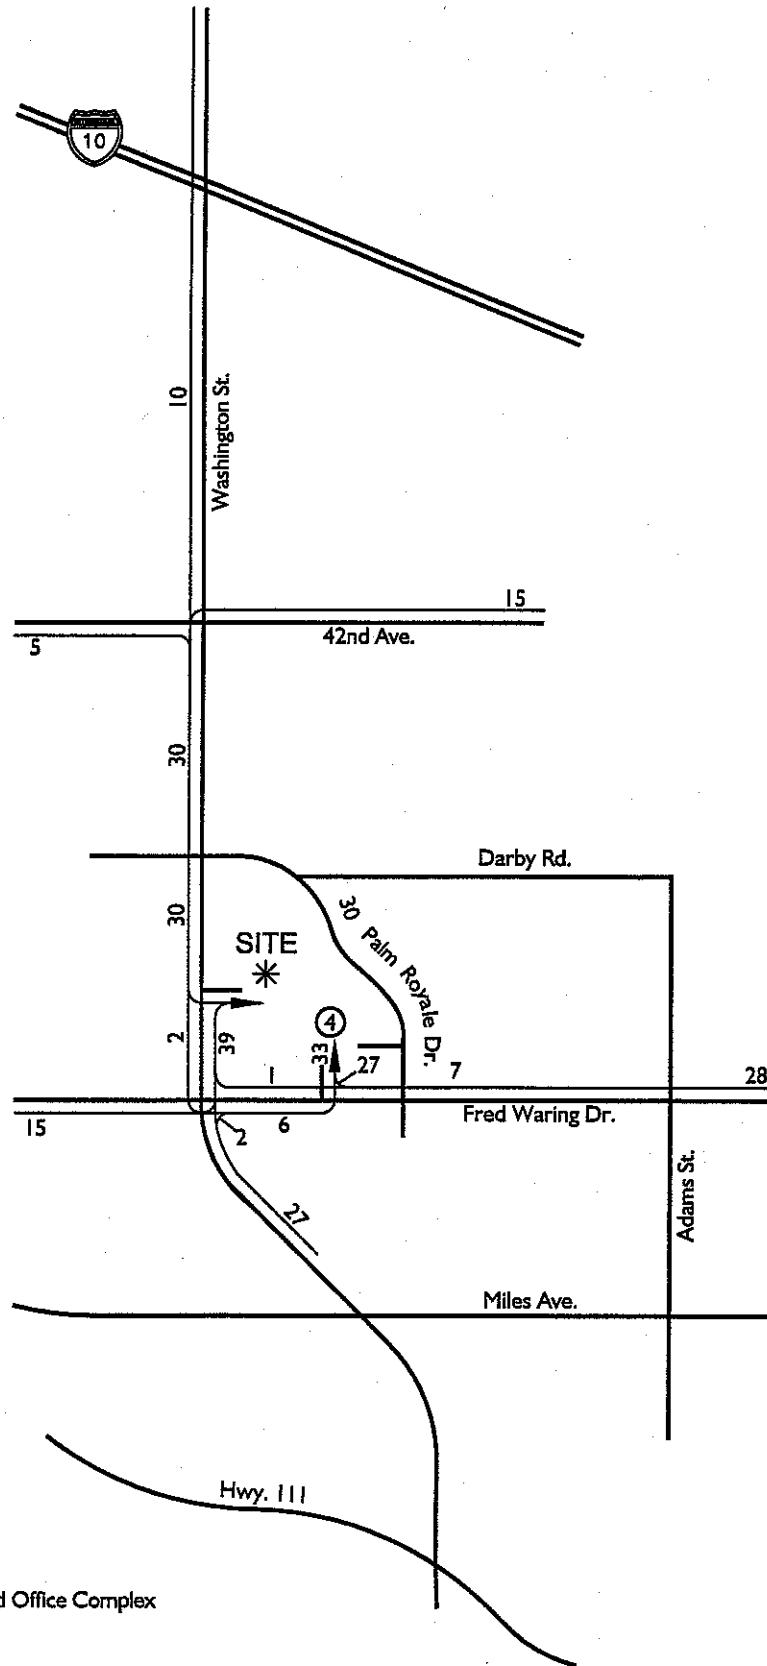 10
10
Washington St.
15
42nd Ave.
5
30
Darby Rd.
30
30 Palm Royale Dr.
SITE
4
2
39
33
27
1
7
28
15
6
2
Fred Waring Dr.
27
Adams St.
Miles Ave.
Hwy. 111
d Office Complex